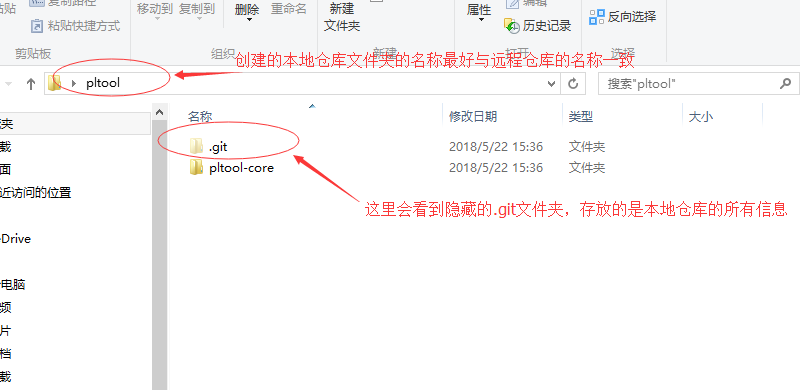 复制路径
粘贴快捷方式
剪贴板
移动到 复制到
删除 重命名
组织
新建
文件夹
新建
属性
编辑
历史记录
打开
反向选择
选择
创建的本地仓库文件夹的名称最好与远程仓库的名称一致
pltool
搜索"pltool"
名称 修改日期 类型 大小
.git 2018/5/22 15:36 文件夹
pltool-core 2018/5/22 15:36 文件夹
这里会看到隐藏的.git文件夹，存放的是本地仓库的所有信息
夹
载
面
近访问的位置
-Drive
电脑
频
片
档
载